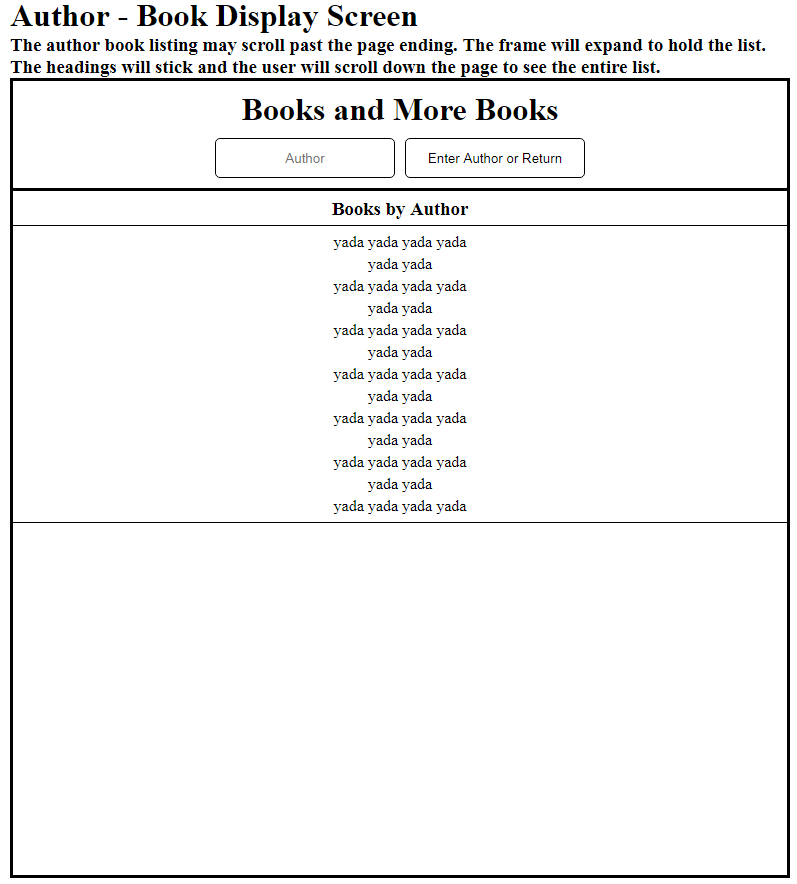 Author - Book Display Screen
The author book listing may scroll past the page ending. The frame will expand to hold the list.
The headings will stick and the user will scroll down the page to see the entire list.
Books and More Books
Author
Enter Author or Return
Books by Author
yada yada yada yada
yada yada
yada yada yada yada
yada yada
yada yada yada yada
yada yada
yada yada yada yada
yada yada
yada yada yada yada
yada yada
yada yada yada yada
yada yada
yada yada yada yada